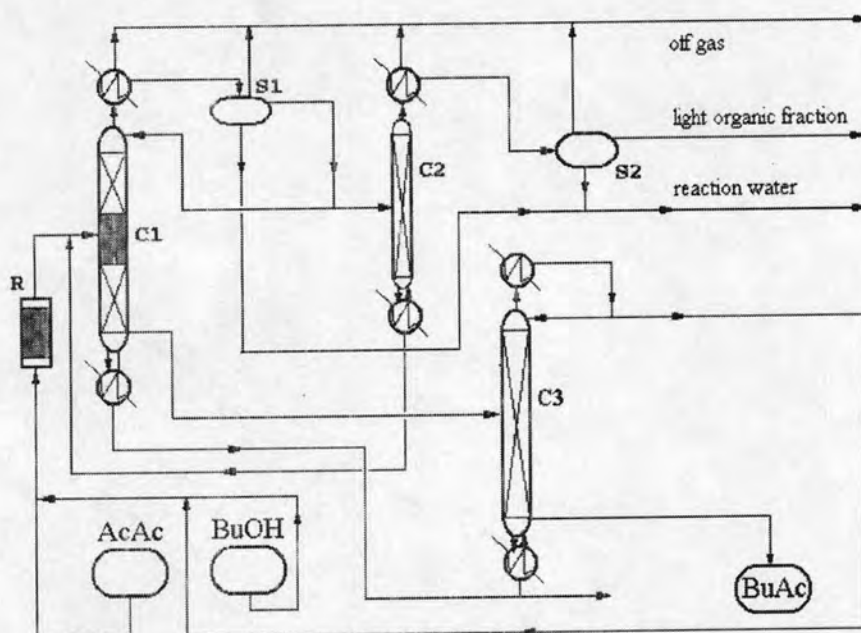 off gas
S1
light organic fraction
C2
S2
reaction water
C1
R
C3
AcAc
BuOH
BuAc